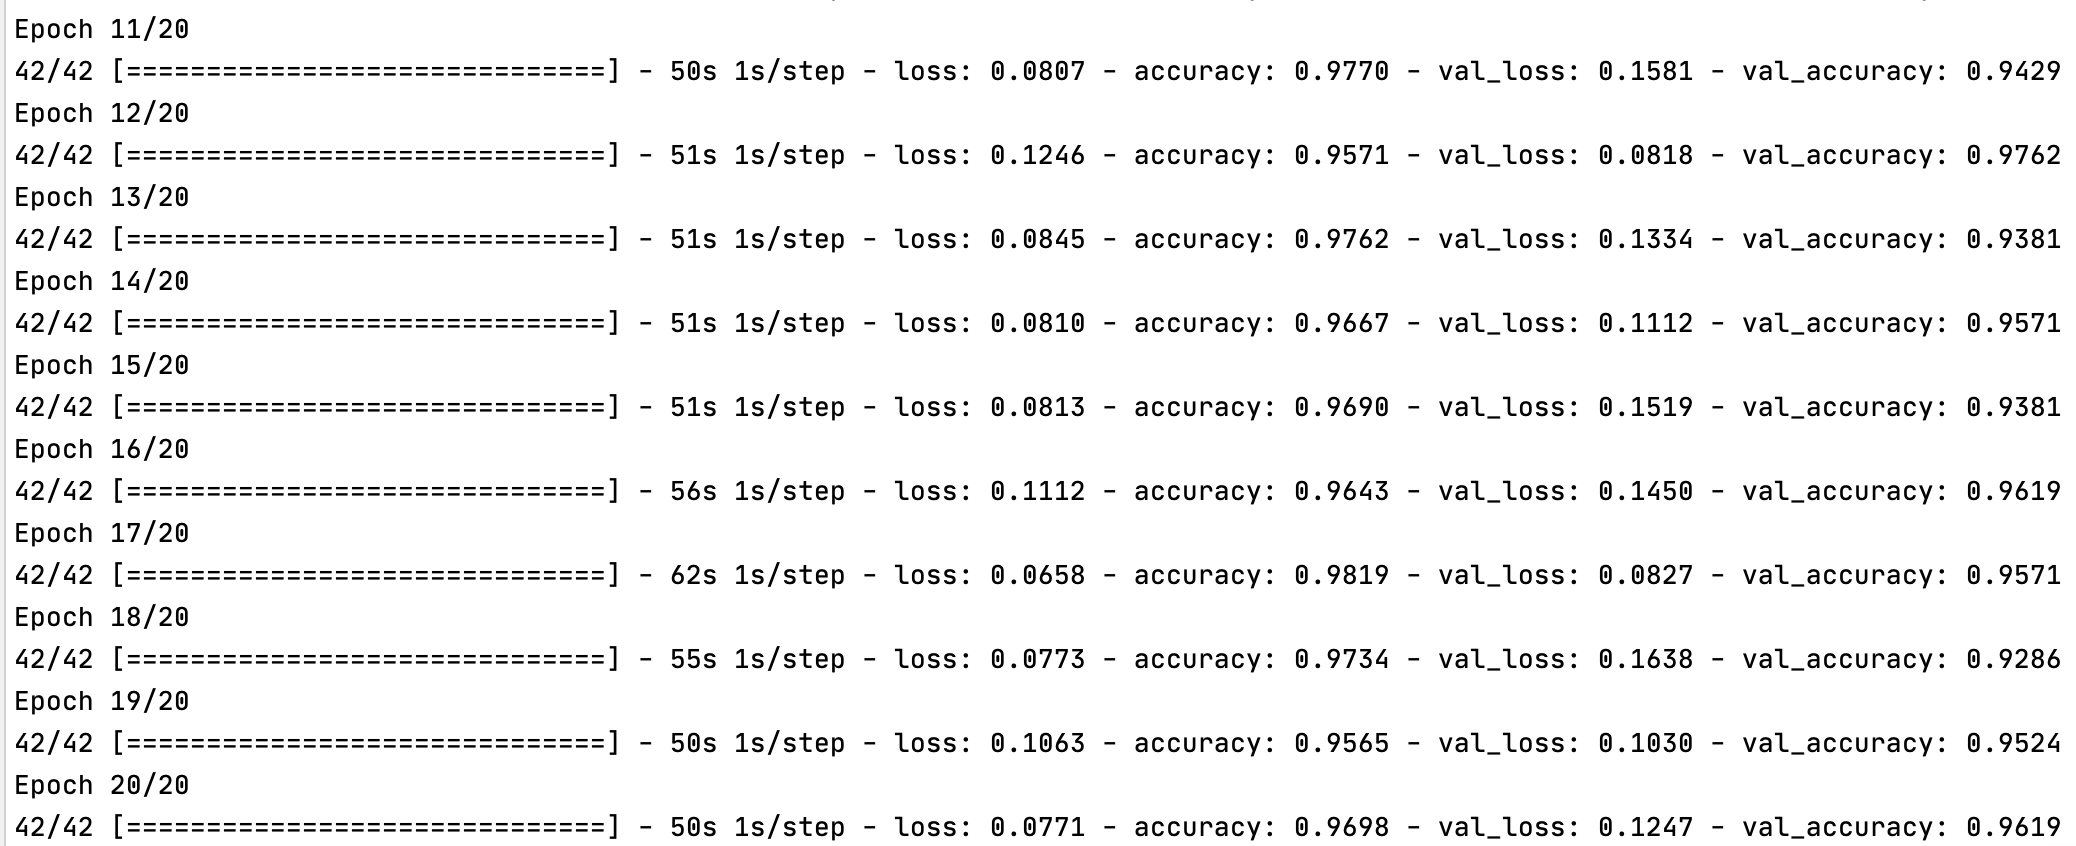 Epoch 11/20
42/42 [==============================] - 50s 1s/step - loss: 0.0807 - accuracy: 0.9770 - val_loss: 0.1581 - val_accuracy: 0.9429
Epoch 12/20
42/42 [==============================] - 51s 1s/step - loss: 0.1246 - accuracy: 0.9571 - val_loss: 0.0818 - val_accuracy: 0.9762
Epoch 13/20
42/42 [==============================] - 51s 1s/step - loss: 0.0845 - accuracy: 0.9762 - val_loss: 0.1334 - val_accuracy: 0.9381
Epoch 14/20
42/42 [==============================] - 51s 1s/step - loss: 0.0810 - accuracy: 0.9667 - val_loss: 0.1112 - val_accuracy: 0.9571
Epoch 15/20
42/42 [==============================] - 51s 1s/step - loss: 0.0813 - accuracy: 0.9690 - val_loss: 0.1519 - val_accuracy: 0.9381
Epoch 16/20
42/42 [==============================] - 56s 1s/step - loss: 0.1112 - accuracy: 0.9643 - val_loss: 0.1450 - val_accuracy: 0.9619
Epoch 17/20
42/42 [==============================] - 62s 1s/step - loss: 0.0658 - accuracy: 0.9819 - val_loss: 0.0827 - val_accuracy: 0.9571
Epoch 18/20
42/42 [==============================] - 55s 1s/step - loss: 0.0773 - accuracy: 0.9734 - val_loss: 0.1638 - val_accuracy: 0.9286
Epoch 19/20
42/42 [==============================] - 50s 1s/step - loss: 0.1063 - accuracy: 0.9565 - val_loss: 0.1030 - val_accuracy: 0.9524
Epoch 20/20
42/42 [==============================] - 50s 1s/step - loss: 0.0771 - accuracy: 0.9698 - val_loss: 0.1247 - val_accuracy: 0.9619